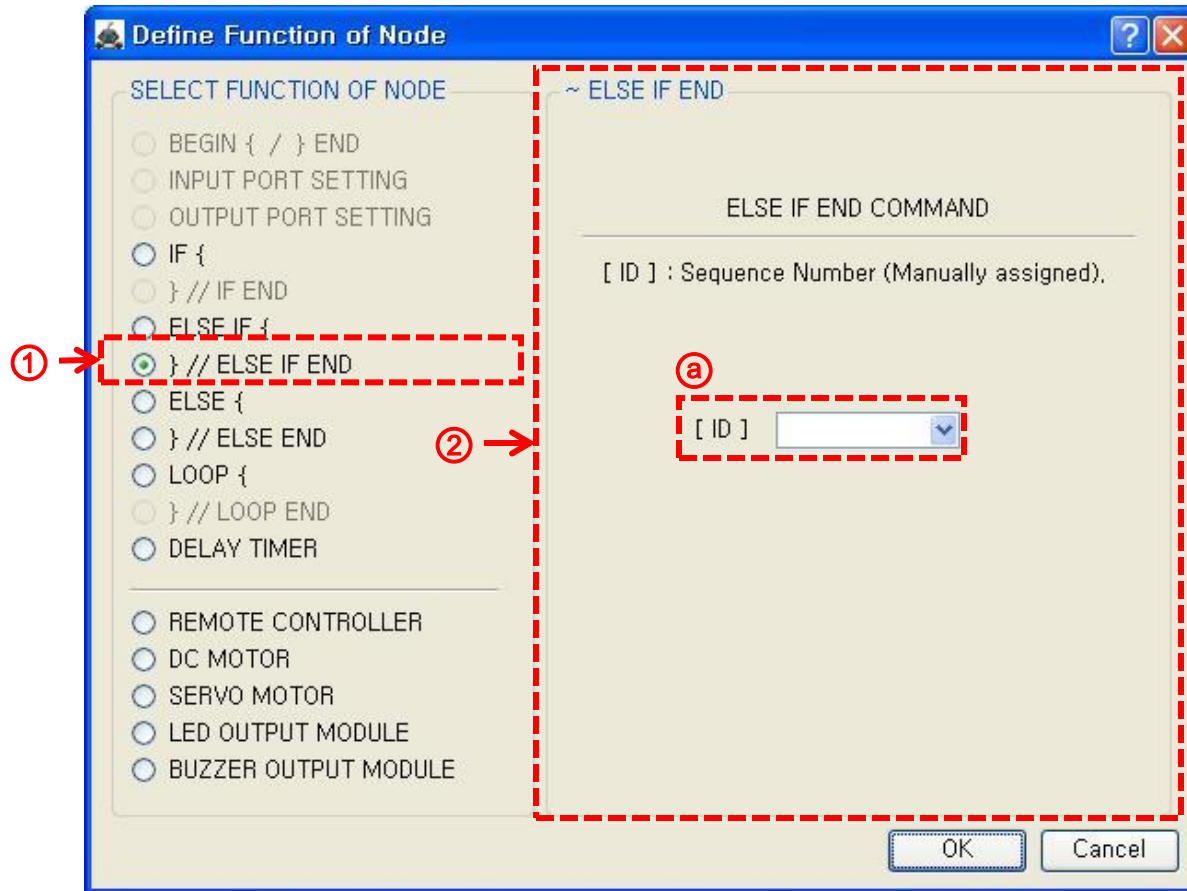 Define Function of Node
?
SELECT FUNCTION OF NODE
BEGIN { / } END
INPUT PORT SETTING
OUTPUT PORT SETTING
IF {
} // IF END
ELSE IF {
① } // ELSE IF END
ELSE {
} // ELSE END
LOOP {
} // LOOP END
DELAY TIMER
REMOTE CONTROLLER
DC MOTOR
SERVO MOTOR
LED OUTPUT MODULE
BUZZER OUTPUT MODULE
②
~ ELSE IF END
ELSE IF END COMMAND
[ ID ] : Sequence Number (Manually assigned),
ⓐ
[ ID ]
OK Cancel